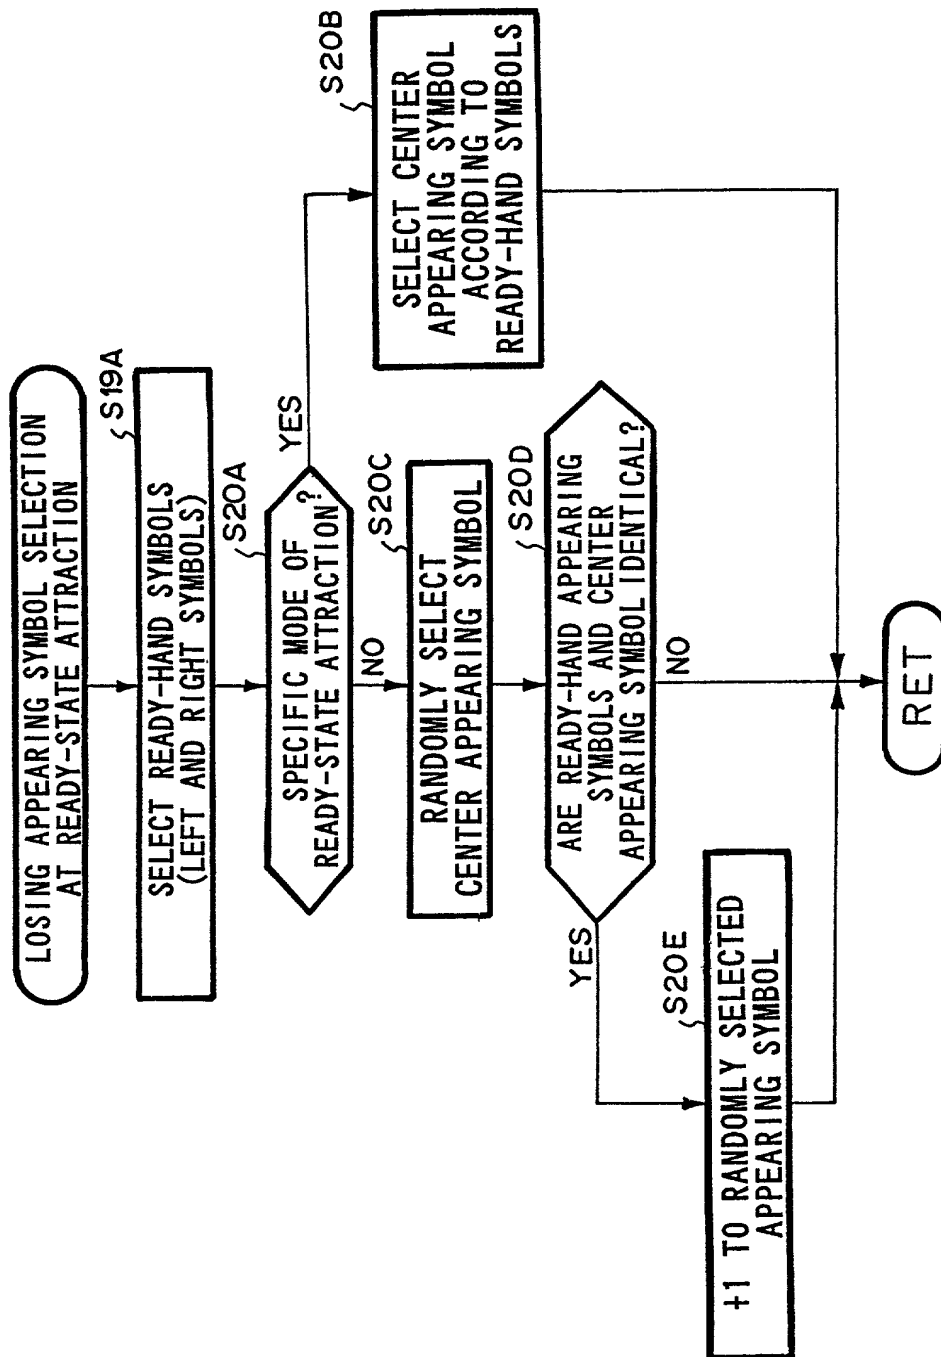 LOSING APPEARING SYMBOL SELECTION
AT READY-STATE ATTRACTION
S19A
SELECT READY-HAND SYMBOLS
(LEFT AND RIGHT SYMBOLS)
S20A
SPECIFIC MODE OF
READY-STATE ATTRACTION?
YES
NO
S20B
SELECT CENTER
APPEARING SYMBOL
ACCORDING TO
READY-HAND SYMBOLS
S20C
RANDOMLY SELECT
CENTER APPEARING SYMBOL
S20D
ARE READY-HAND APPEARING
SYMBOLS AND CENTER
APPEARING SYMBOL IDENTICAL?
YES
NO
S20E
+1 TO RANDOMLY SELECTED
APPEARING SYMBOL
RET